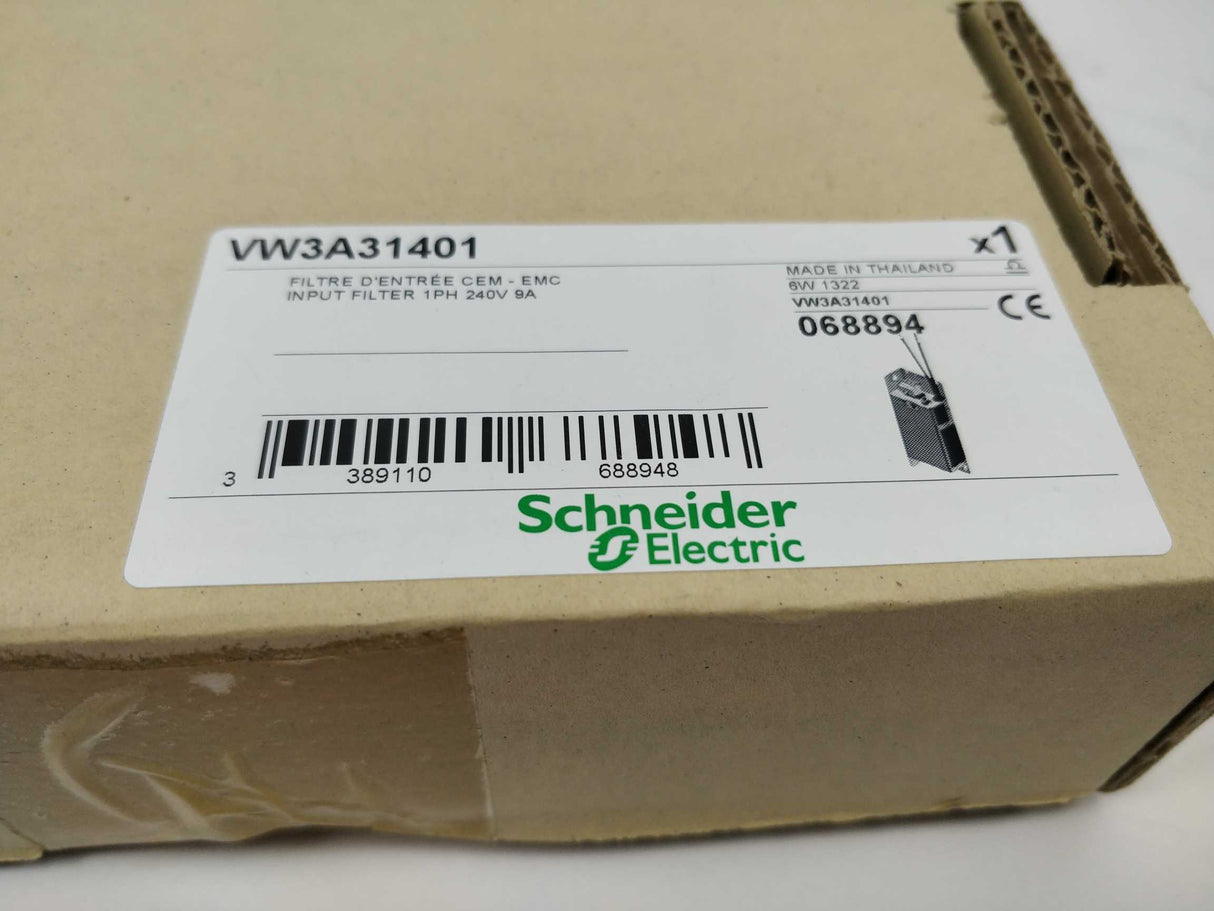 VW3A31401
x1
FILTRE D'ENTRÉE CEM - EMC
INPUT FILTER 1PH 240V 9A
MADE IN THAILAND
6W 1322
VW3A31401
CE
068894
3 389110 688948
Schneider
Electric